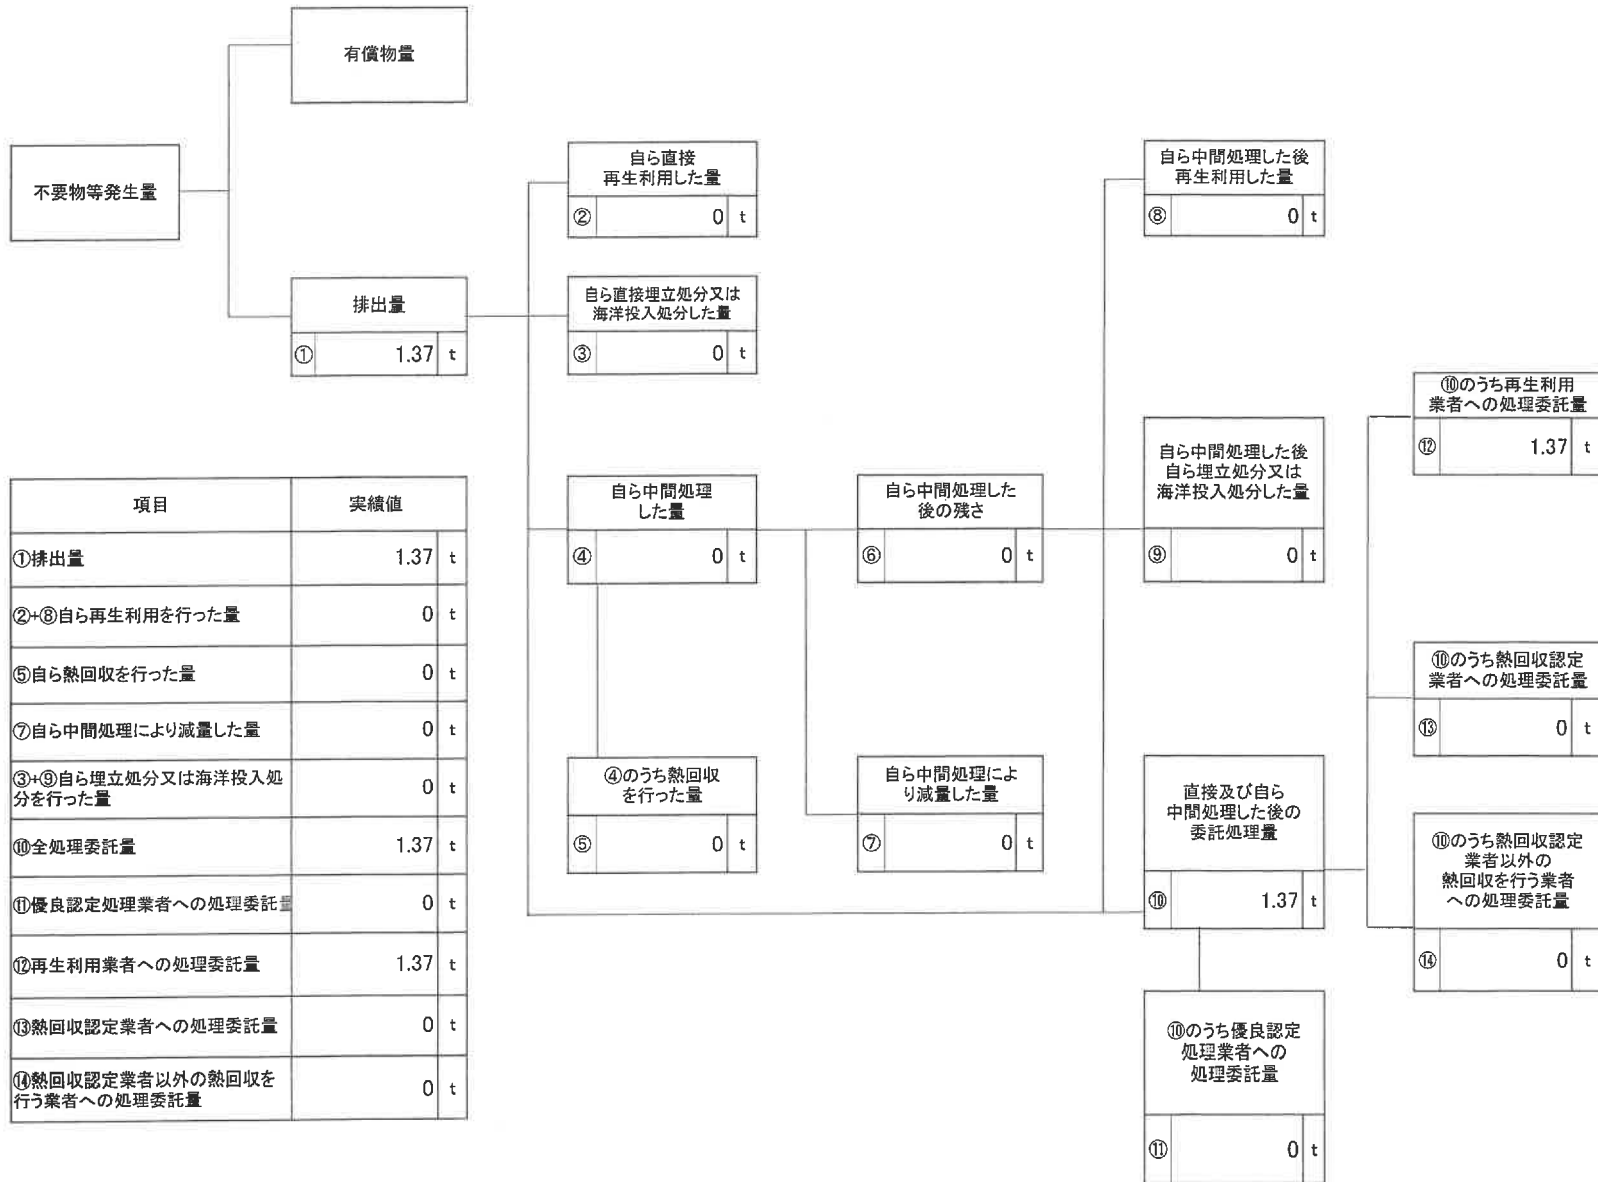 有償物量
不要物等発生量
排出量
① 1.37 t
自ら直接
再生利用した量
② 0 t
自ら直接埋立処分又は
海洋投入処分した量
③ 0 t
自ら中間処理
した量
④ 0 t
④のうち熱回収
を行った量
⑤ 0 t
自ら中間処理した
後の残さ
⑥ 0 t
自ら中間処理によ
り減量した量
⑦ 0 t
自ら中間処理した後
再生利用した量
⑧ 0 t
自ら中間処理した後
自ら埋立処分又は
海洋投入処分した量
⑨ 0 t
直接及び自ら
中間処理した後の
委託処理量
⑩ 1.37 t
⑩のうち優良認定
処理業者への
処理委託量
⑪ 0 t
⑩のうち再生利用
業者への処理委託量
⑫ 1.37 t
⑩のうち熱回収認定
業者への処理委託量
⑬ 0 t
⑩のうち熱回収認定
業者以外の
熱回収を行う業者
への処理委託量
⑭ 0 t
項目 実績値
①排出量 1.37 t
②+⑧自ら再生利用を行った量 0 t
⑤自ら熱回収を行った量 0 t
⑦自ら中間処理により減量した量 0 t
③+⑨自ら埋立処分又は海洋投入処
分を行った量 0 t
⑩全処理委託量 1.37 t
⑪優良認定処理業者への処理委託量 0 t
⑫再生利用業者への処理委託量 1.37 t
⑬熱回収認定業者への処理委託量 0 t
⑭熱回収認定業者以外の熱回収を
行う業者への処理委託量 0 t